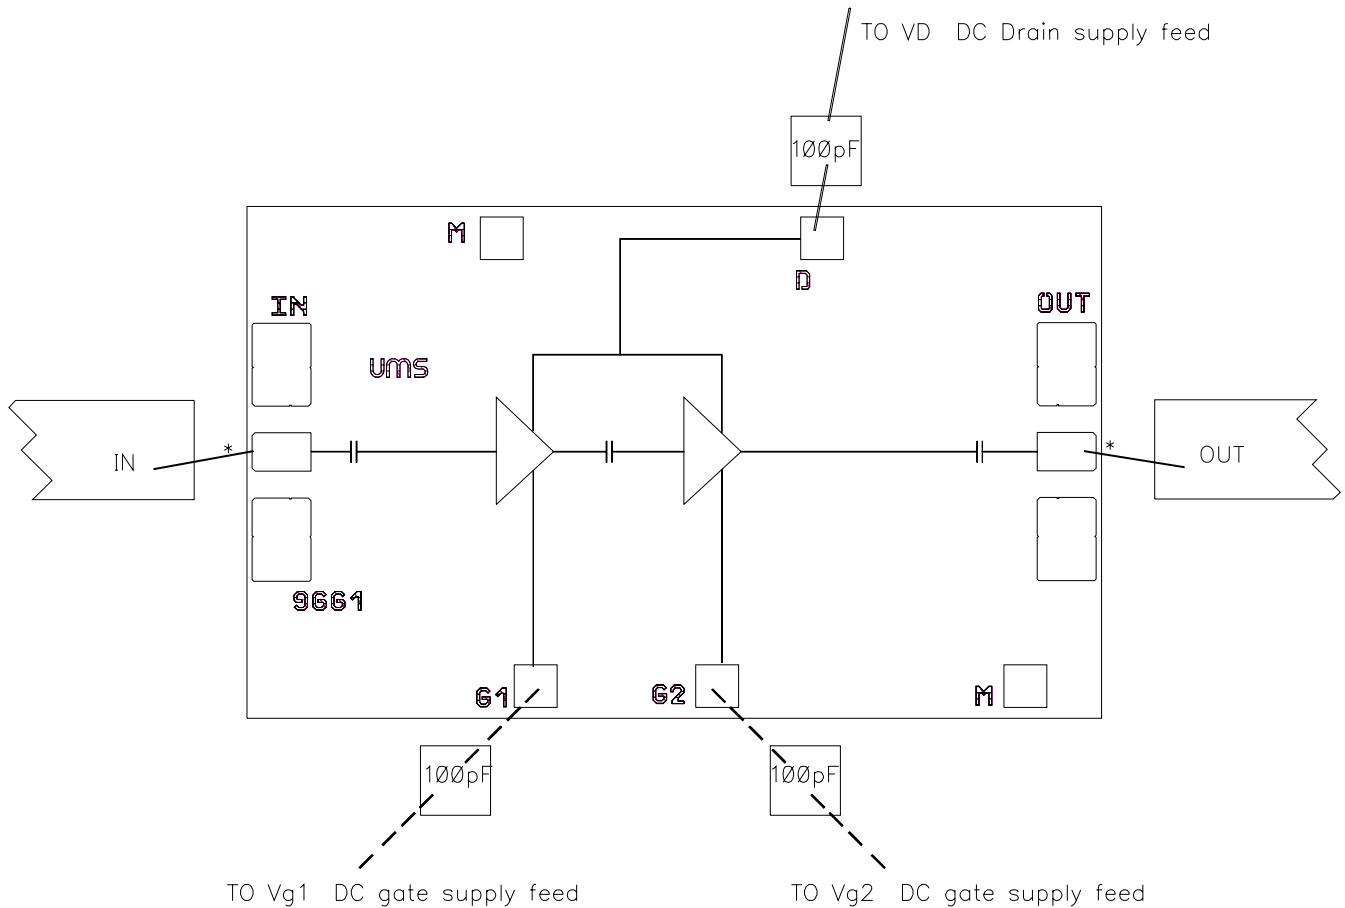 TO VD DC Drain supply feed
100pF
M
D
IN
OUT
ums
*
*
IN
OUT
9GG1
G1
G2
M
100pF
100pF
TO Vg1 DC gate supply feed
TO Vg2 DC gate supply feed